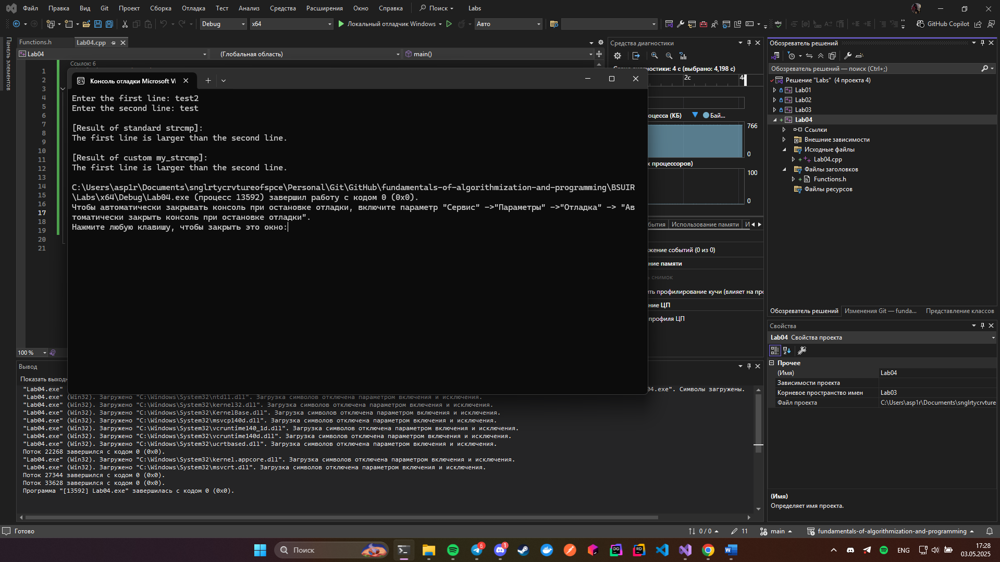 Файл Правка Вид Git Проект Сборка Отладка Тест Анализ Средства Расширения Окно Справка Поиск Labs
Debug x64 Локальный отладчик Windows Авто GitHub Copilot
Панель элементов
Functions.h Lab04.cpp
Lab04 (Глобальная область) main()
Ссылок: 6
1
2
3
4
5
6
7
8
9
10
11
12
13
14
15
16
17
18
19
20
21
Консоль отладки Microsoft Vi
Enter the first line: test2
Enter the second line: test
[Result of standard strcmp]:
The first line is larger than the second line.
[Result of custom my_strcmp]:
The first line is larger than the second line.
C:\Users\asp1r\Documents\snglrtycrvtureofspce\Personal\Git\GitHub\fundamentals-of-algorithmization-and-programming\BSUIR
\Labs\x64\Debug\Lab04.exe (процесс 13592) завершил работу с кодом 0 (0x0).
Чтобы автоматически закрывать консоль при остановке отладки, включите параметр "Сервис" ->"Параметры" ->"Отладка" -> "Ав
томатически закрыть консоль при остановке отладки".
Нажмите любую клавишу, чтобы закрыть это окно:
100 %
Средства диагностики
диагностики: 4 с (выбрано: 4,198 с)
2с 4
оцесса (КБ) Бай...
766
0
к процессоров)
100
0
бытия Использование памяти И
жение событий (0 из 0)
ние памяти
снимок
ить профилирование кучи (влияет на про
ние ЦП
профиля ЦП
Обозреватель решений
Обозреватель решений — поиск (Ctrl+;)
Решение "Labs" (4 проекта 4)
Lab01
Lab02
Lab03
Lab04
Ссылки
Внешние зависимости
Исходные файлы
Lab04.cpp
Файлы заголовков
Functions.h
Файлы ресурсов
Обозреватель решений Изменения Git — funda... Представление классов
Свойства
Lab04 Свойства проекта
Прочее
(Имя) Lab04
Зависимости проекта
Корневое пространство имен Lab03
Файл проекта C:\Users\asp1r\Documents\snglrtycrvture
(Имя)
Определяет имя проекта.
Вывод
Показать выходн
"Lab04.exe" 04.exe". Символы загружены.
"Lab04.exe" (Win32). Загружено "C:\Windows\System32\ntdll.dll". Загрузка символов отключена параметром включения и исключения.
"Lab04.exe" (Win32). Загружено "C:\Windows\System32\kernel32.dll". Загрузка символов отключена параметром включения и исключения.
"Lab04.exe" (Win32). Загружено "C:\Windows\System32\KernelBase.dll". Загрузка символов отключена параметром включения и исключения.
"Lab04.exe" (Win32). Загружено "C:\Windows\System32\msvcp140d.dll". Загрузка символов отключена параметром включения и исключения.
"Lab04.exe" (Win32). Загружено "C:\Windows\System32\vcruntime140_1d.dll". Загрузка символов отключена параметром включения и исключения.
"Lab04.exe" (Win32). Загружено "C:\Windows\System32\vcruntime140d.dll". Загрузка символов отключена параметром включения и исключения.
"Lab04.exe" (Win32). Загружено "C:\Windows\System32\ucrtbased.dll". Загрузка символов отключена параметром включения и исключения.
Поток 22268 завершился с кодом 0 (0x0).
"Lab04.exe" (Win32). Загружено "C:\Windows\System32\kernel.appcore.dll". Загрузка символов отключена параметром включения и исключения.
"Lab04.exe" (Win32). Загружено "C:\Windows\System32\msvcrt.dll". Загрузка символов отключена параметром включения и исключения.
Поток 27344 завершился с кодом 0 (0x0).
Поток 33628 завершился с кодом 0 (0x0).
Программа "[13592] Lab04.exe" завершилась с кодом 0 (0x0).
Готово 0 / 0 11 main fundamentals-of-algorithmization-and-programming
Поиск 6 1 DG RD ENG 17:28
03.05.2025